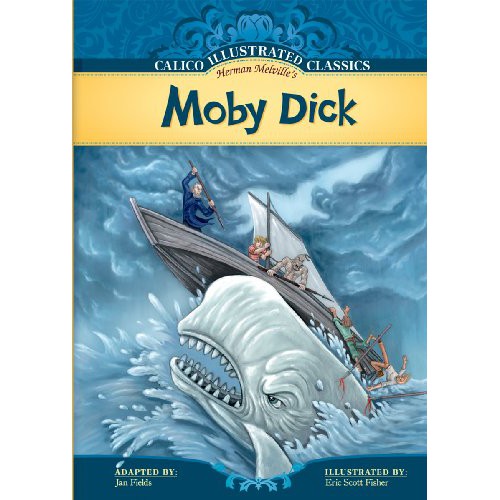 CALICO ILLUSTRATED CLASSICS
Herman Melville's
Moby Dick
ADAPTED BY:
Jan Fields
ILLUSTRATED BY:
Eric Scott Fisher